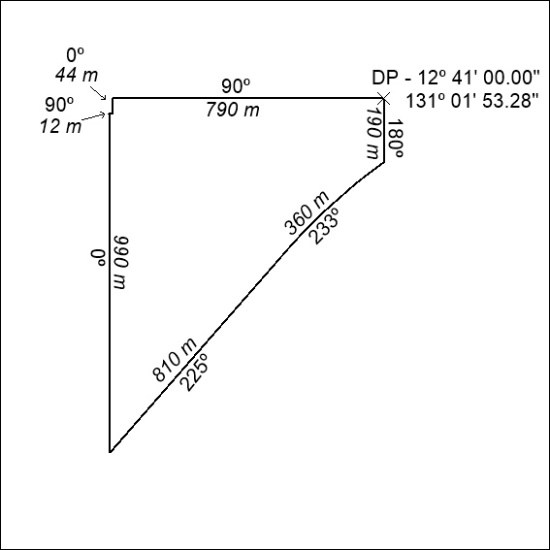 0º
44 m
90º
12 m
90º
790 m
DP - 12º 41' 00.00"
131º 01' 53.28"
190 m
180º
360 m
233º
990 m
0º
810 m
225º